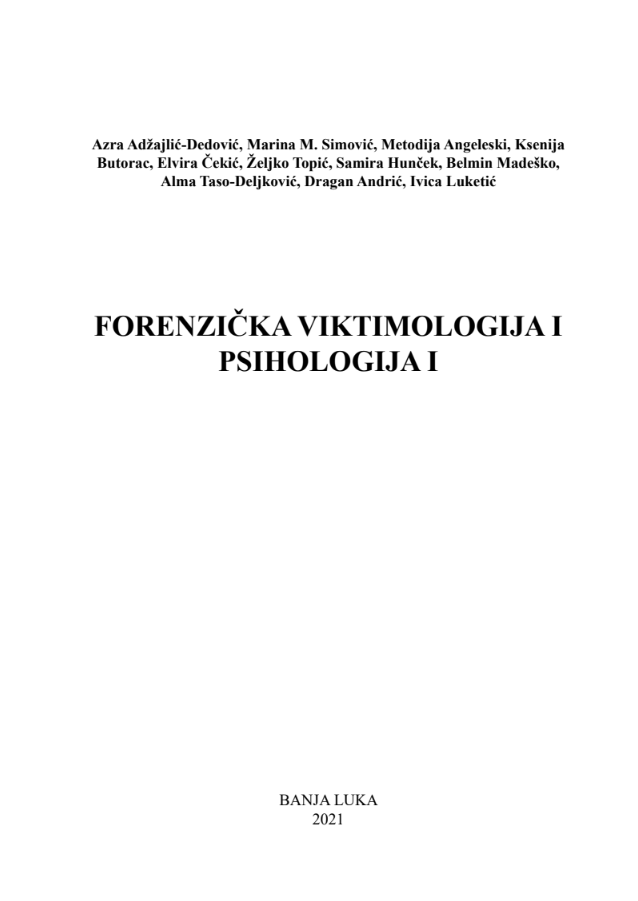 Azra Adžajlić-Dedović, Marina M. Simović, Metodija Angeleski, Ksenija
Butorac, Elvira Čekić, Željko Topić, Samira Hunček, Belmin Madeško,
Alma Taso-Deljković, Dragan Andrić, Ivica Luketić
FORENZIČKA VIKTIMOLOGIJA I
PSIHOLOGIJA I
BANJA LUKA
2021